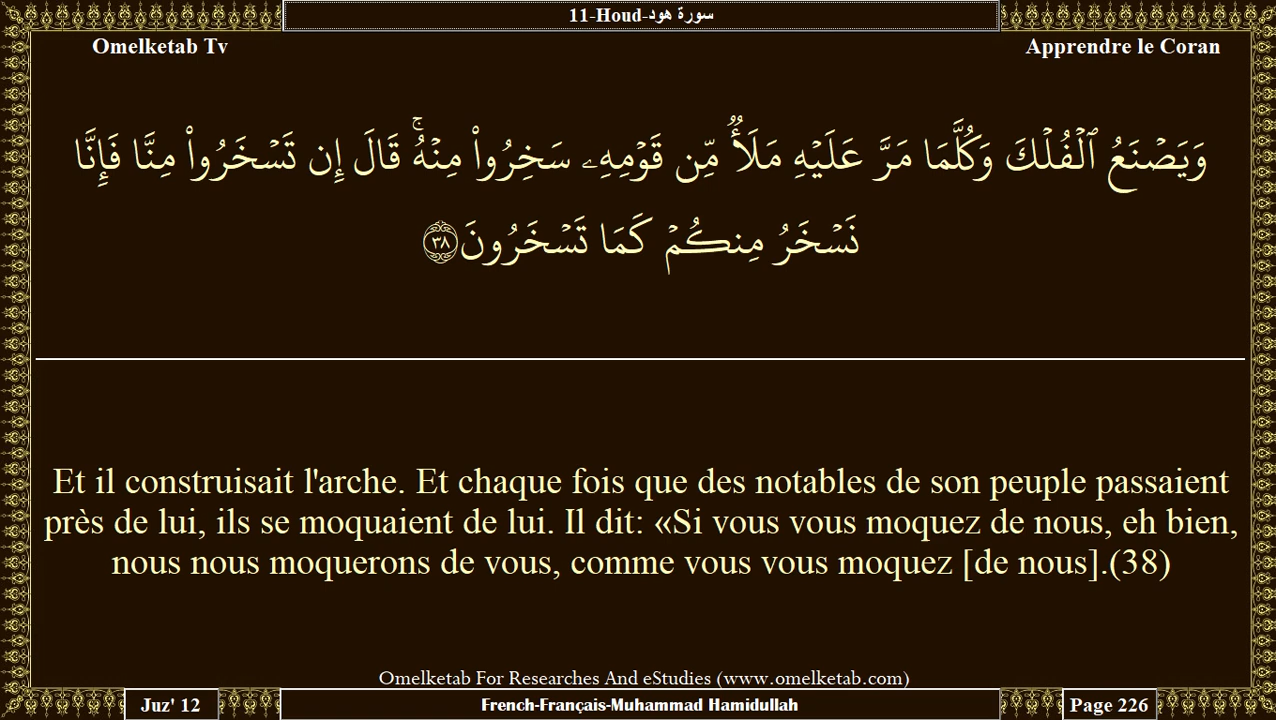 11-Houd-سورة هود
Omelketab Tv
Apprendre le Coran
وَيَصۡنَعُ ٱلۡفُلۡكَ وَكُلَّمَا مَرَّ عَلَيۡهِ مَلَأٞ مِّن قَوۡمِهِۦ سَخِرُواْ مِنۡهُۚ قَالَ إِن تَسۡخَرُواْ مِنَّا فَإِنَّا
نَسۡخَرُ مِنكُمۡ كَمَا تَسۡخَرُونَ ٣٨
Et il construisait l'arche. Et chaque fois que des notables de son peuple passaient
près de lui, ils se moquaient de lui. Il dit: «Si vous vous moquez de nous, eh bien,
nous nous moquerons de vous, comme vous vous moquez [de nous].(38)
Omelketab For Researches And eStudies (www.omelketab.com)
Juz' 12
French-Français-Muhammad Hamidullah
Page 226